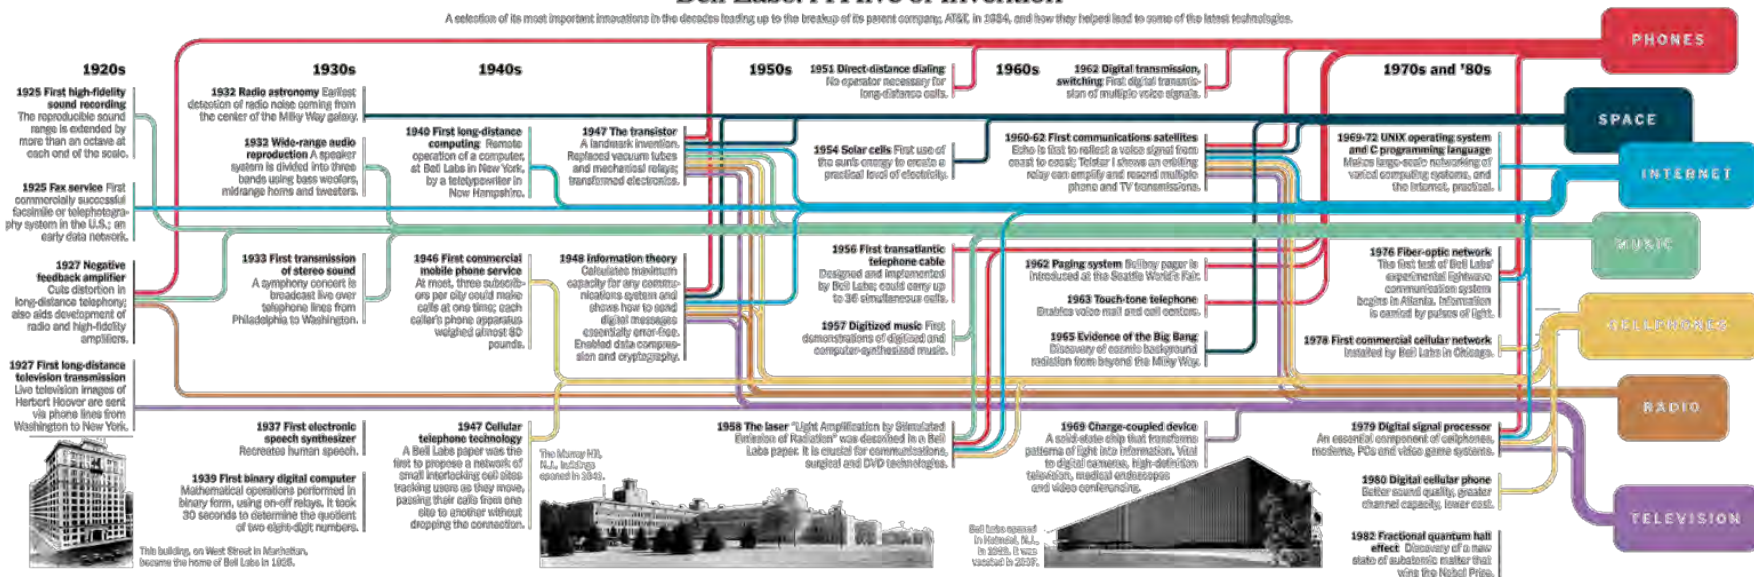 Bell Labs: A Hive of Invention
A selection of its most important innovations in the decades leading up to the breakup of its parent company, AT&T, in 1984, and how they helped lead to some of the latest technologies.
1920s
1925 First high-fidelity
sound recording
The reproducible sound
range is extended by
more than an octave at
each end of the scale.
1925 Fax service First
commercially successful
facsimile or telephotogra-
phy system in the U.S.; an
early data network.
1927 Negative
feedback amplifier
Cuts distortion in
long-distance telephony;
also aids development of
radio and high-fidelity
amplifiers.
1927 First long-distance
television transmission
Live television images of
Herbert Hoover are sent
via phone lines from
Washington to New York.
This building, on West Street in Manhattan,
became the home of Bell Labs in 1925.
1930s
1932 Radio astronomy Earliest
detection of radio noise coming from
the center of the Milky Way galaxy.
1932 Wide-range audio
reproduction A speaker
system is divided into three
bands using bass woofers,
midrange horns and tweeters.
1933 First transmission
of stereo sound
A symphony concert is
broadcast live over
telephone lines from
Philadelphia to Washington.
1937 First electronic
speech synthesizer
Recreates human speech.
1939 First binary digital computer
Mathematical operations performed in
binary form, using on-off relays. It took
30 seconds to determine the quotient
of two eight-digit numbers.
1940s
1940 First long-distance
computing Remote
operation of a computer,
at Bell Labs in New York,
by a teletypewriter in
New Hampshire.
1946 First commercial
mobile phone service
At most, three subscrib-
ers per city could make
calls at one time; each
caller's phone apparatus
weighed almost 80
pounds.
1947 Cellular
telephone technology
A Bell Labs paper was the
first to propose a network of
small interlocking cell sites
tracking users as they move,
passing their calls from one
site to another without
dropping the connection.
1947 The transistor
A landmark invention.
Replaced vacuum tubes
and mechanical relays;
transformed electronics.
1948 Information theory
Calculates maximum
capacity for any commu-
nications system and
shows how to send
digital messages
essentially error-free.
Enabled data compres-
sion and cryptography.
The Murray Hill,
N.J., buildings
opened in 1941.
1950s
1951 Direct-distance dialing
No operator necessary for
long-distance calls.
1954 Solar cells First use of
the sun's energy to create a
practical level of electricity.
1956 First transatlantic
telephone cable
Designed and implemented
by Bell Labs; could carry up
to 36 simultaneous calls.
1957 Digitized music First
demonstrations of digitized and
computer-synthesized music.
1958 The laser "Light Amplification by Stimulated
Emission of Radiation" was described in a Bell
Labs paper. It is crucial for communications,
surgical and DVD technologies.
1960s
1962 Digital transmission,
switching First digital transmis-
sion of multiple voice signals.
1960-62 First communications satellites
Echo is first to reflect a voice signal from
coast to coast; Telstar I shows an orbiting
relay can amplify and resend multiple
phone and TV transmissions.
1962 Paging system Bellboy pager is
introduced at the Seattle World's Fair.
1963 Touch-tone telephone
Enables voice mail and call centers.
1965 Evidence of the Big Bang
Discovery of cosmic background
radiation from beyond the Milky Way.
1969 Charge-coupled device
A solid-state chip that transforms
patterns of light into information. Vital
to digital cameras, high-definition
television, medical endoscopes
and video conferencing.
Bell Labs opened
in Holmdel, N.J.,
in 1962. It was
vacated in 2007.
1970s and '80s
1969-72 UNIX operating system
and C programming language
Makes large-scale networking of
varied computing systems, and
the Internet, practical.
1976 Fiber-optic network
The first test of Bell Labs'
experimental lightwave
communication system
begins in Atlanta. Information
is carried by pulses of light.
1978 First commercial cellular network
Installed by Bell Labs in Chicago.
1979 Digital signal processor
An essential component of cellphones,
modems, PCs and video game systems.
1980 Digital cellular phone
Better sound quality, greater
channel capacity, lower cost.
1982 Fractional quantum hall
effect Discovery of a new
state of subatomic matter that
wins the Nobel Prize.
PHONES
SPACE
INTERNET
MUSIC
CELLPHONES
RADIO
TELEVISION